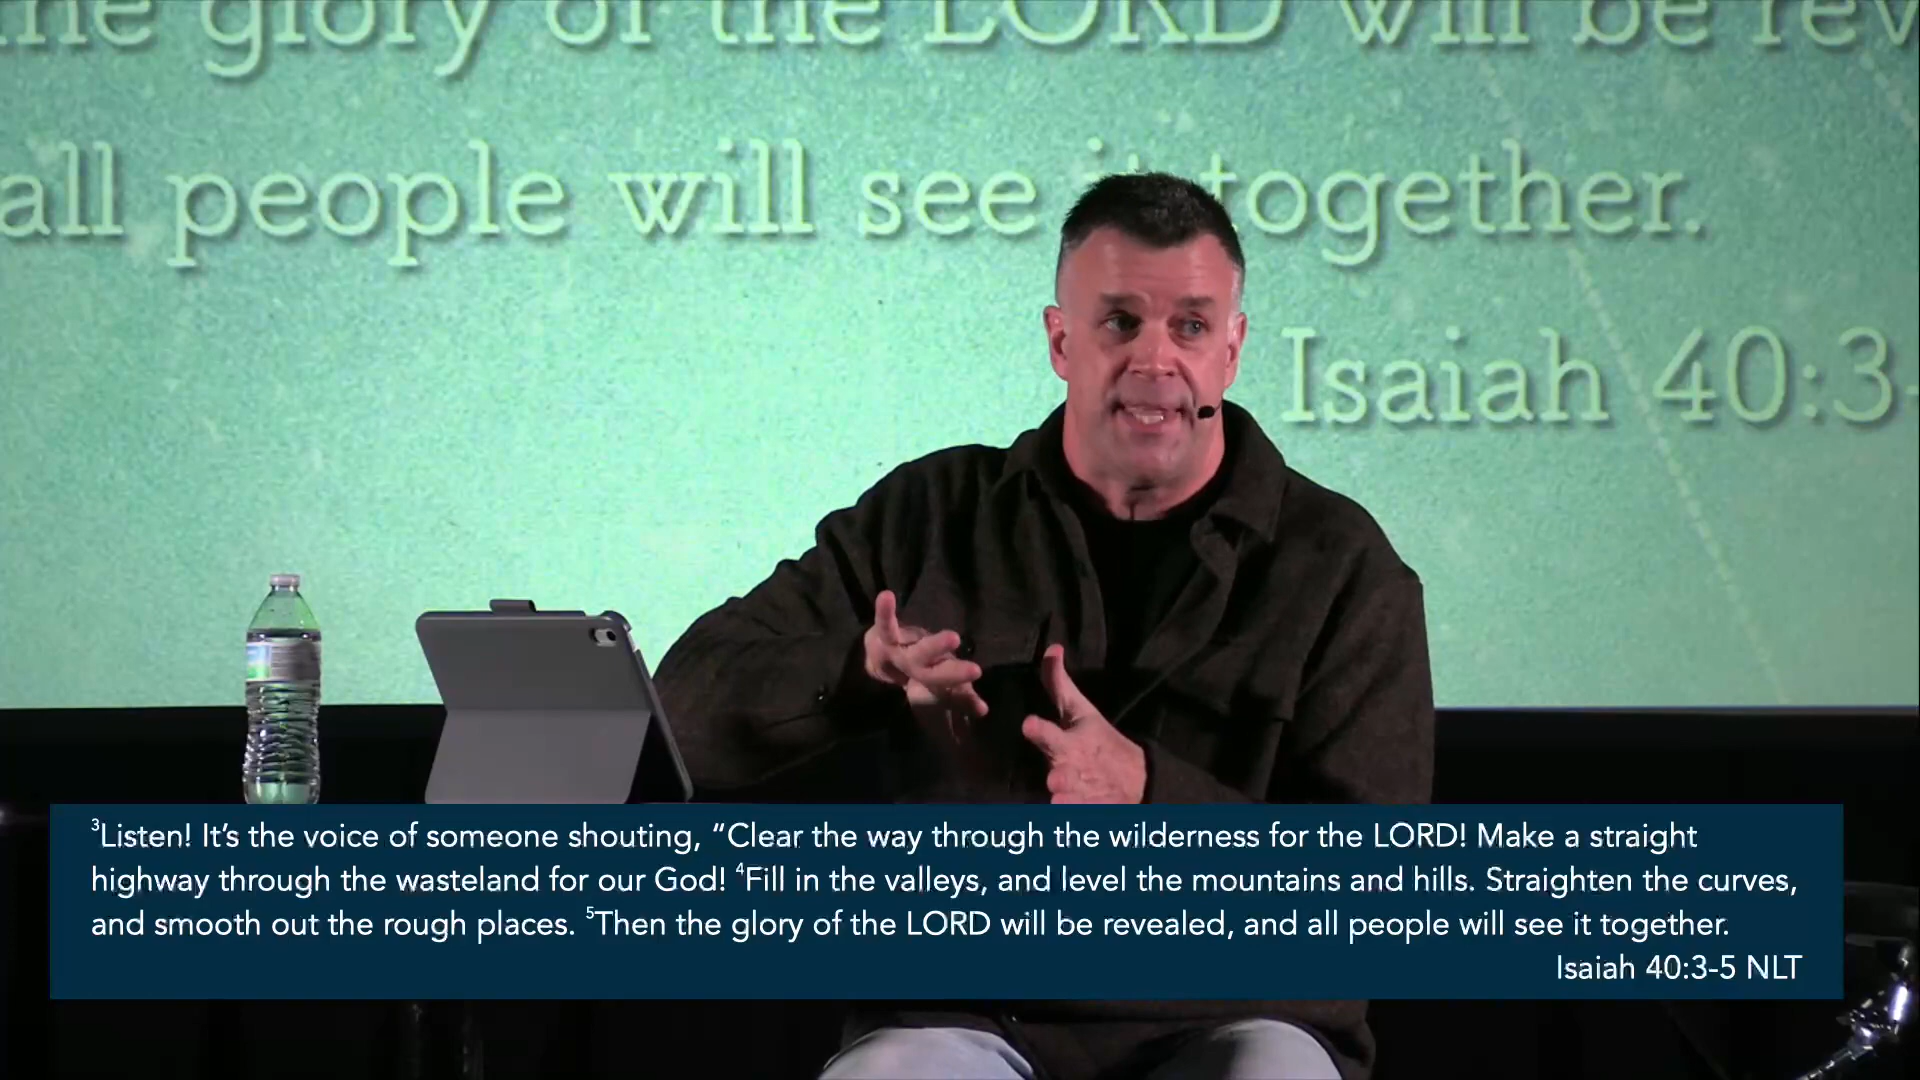 the glory of the LORD will be rev
all people will see it together.
Isaiah 40:3-
³Listen! It’s the voice of someone shouting, “Clear the way through the wilderness for the LORD! Make a straight
highway through the wasteland for our God! ⁴Fill in the valleys, and level the mountains and hills. Straighten the curves,
and smooth out the rough places. ⁵Then the glory of the LORD will be revealed, and all people will see it together.
Isaiah 40:3-5 NLT